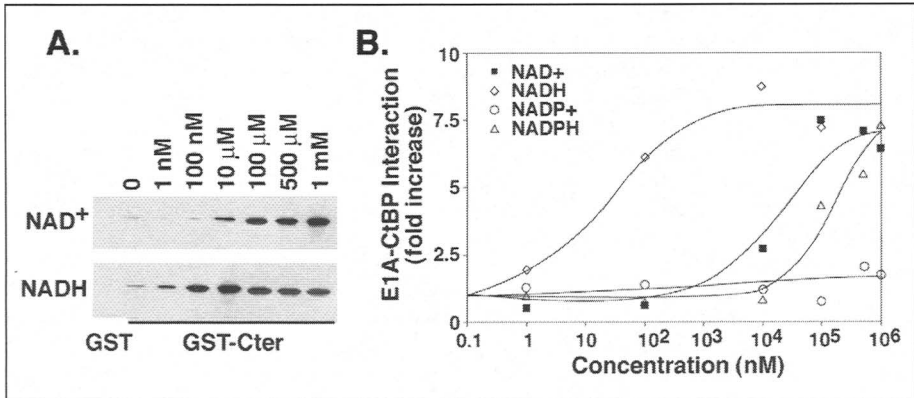 A.
0
1 nM
100 nM
10 μM
100 μM
500 μM
1 mM
NAD+
NADH
GST
GST-Cter
B.
E1A-CtBP Interaction
(fold increase)
10
7.5
5
2.5
0
NAD+
NADH
NADP+
NADPH
0.1
1
10
10²
10³
10⁴
10⁵
10⁶
Concentration (nM)